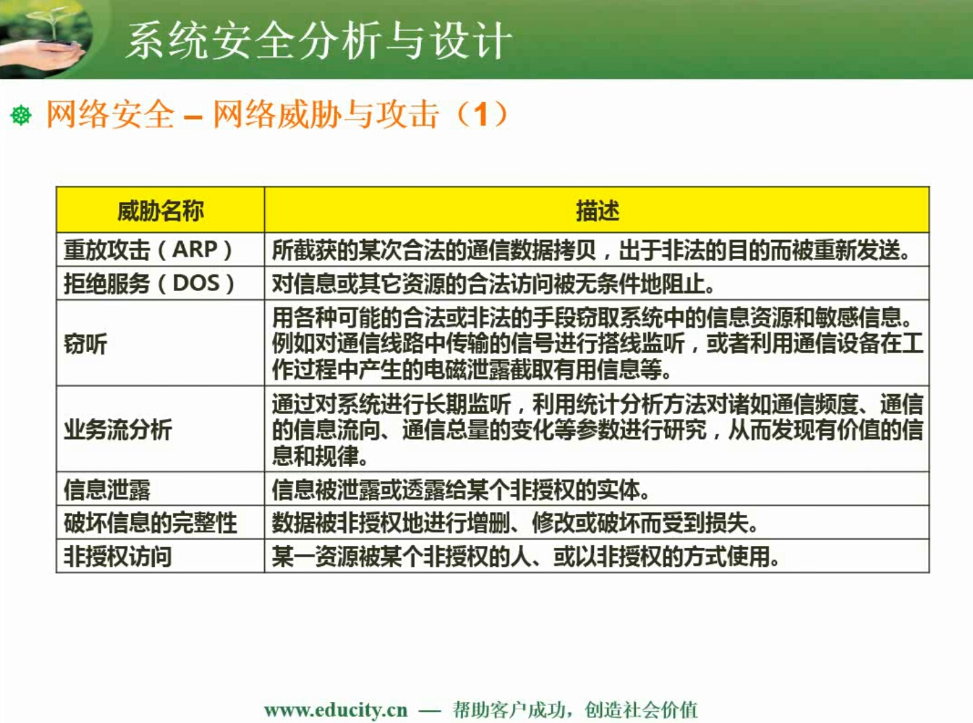 系统安全分析与设计
网络安全 – 网络威胁与攻击（1）
威胁名称 描述
重放攻击（ARP） 所截获的某次合法的通信数据拷贝，出于非法的目的而被重新发送。
拒绝服务（DOS） 对信息或其它资源的合法访问被无条件地阻止。
窃听 用各种可能的合法或非法的手段窃取系统中的信息资源和敏感信息。
例如对通信线路中传输的信号进行搭线监听，或者利用通信设备在工
作过程中产生的电磁泄露截取有用信息等。
业务流分析 通过对系统进行长期监听，利用统计分析方法对诸如通信频度、通信
的信息流向、通信总量的变化等参数进行研究，从而发现有价值的信
息和规律。
信息泄露 信息被泄露或透露给某个非授权的实体。
破坏信息的完整性 数据被非授权地进行增删、修改或破坏而受到损失。
非授权访问 某一资源被某个非授权的人、或以非授权的方式使用。
www.educity.cn — 帮助客户成功，创造社会价值